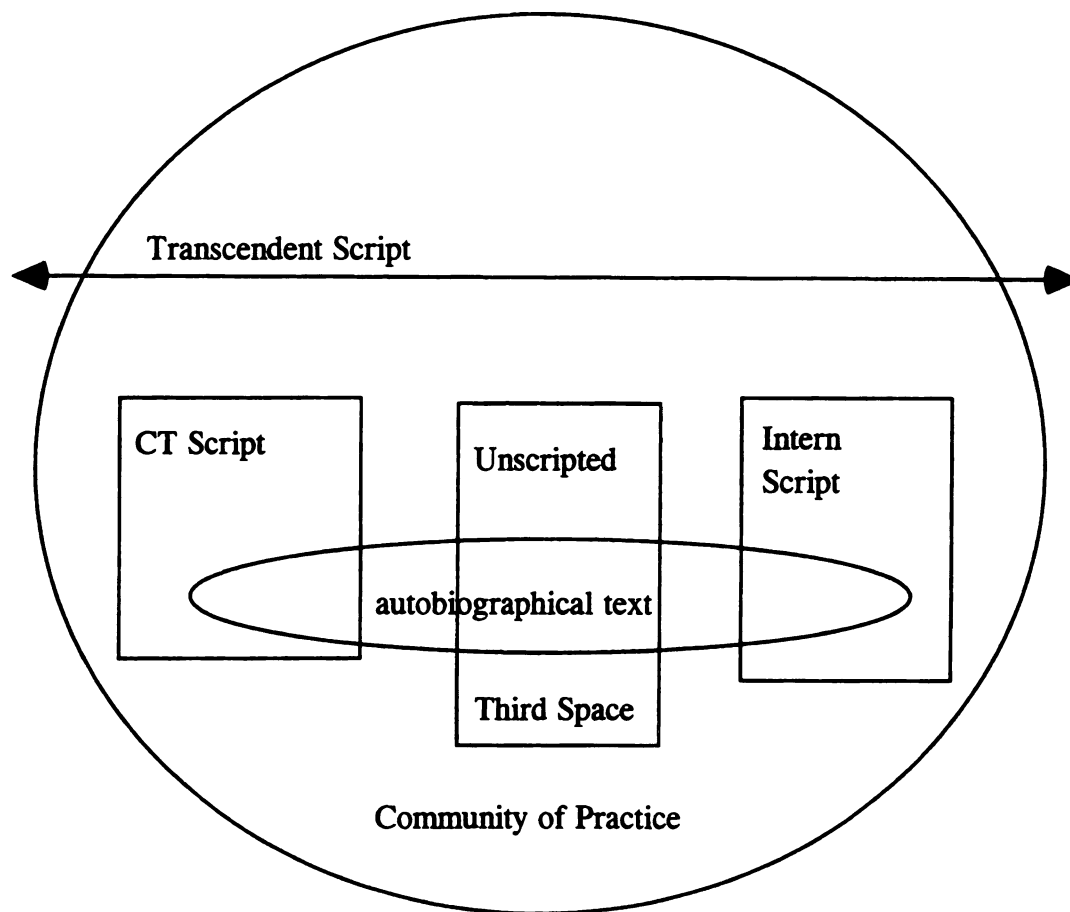 Transcendent Script
CT Script
Unscripted
Intern
Script
autobiographical text
Third Space
Community of Practice